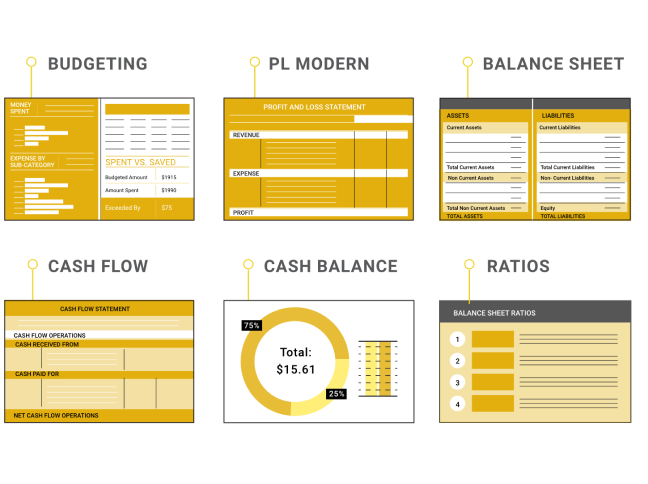 BUDGETING
MONEY
SPENT
EXPENSE BY
SUB-CATEGORY
SPENT VS. SAVED
Budgeted Amount $1915
Amount Spent $1990
Exceeded By $75
PL MODERN
PROFIT AND LOSS STATEMENT
REVENUE
EXPENSE
PROFIT
BALANCE SHEET
ASSETS
Current Assets
Total Current Assets
Non Current Assets
Total Non Current Assets
TOTAL ASSETS
LIABILITIES
Current Liabilities
Total Current Liabilities
Non- Current Liabilities
Equity
TOTAL LIABILITIES
CASH FLOW
CASH FLOW STATEMENT
CASH FLOW OPERATIONS
CASH RECEIVED FROM
CASH PAID FOR
NET CASH FLOW OPERATIONS
CASH BALANCE
75%
Total:
$15.61
25%
RATIOS
BALANCE SHEET RATIOS
1
2
3
4